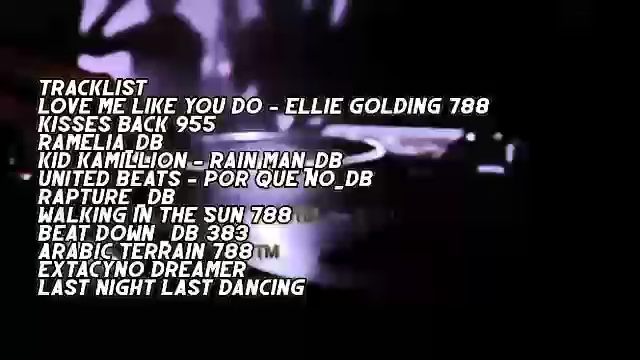 TRACKLIST
LOVE ME LIKE YOU DO - ELLIE GOLDING 788
KISSES BACK 955
RAMELIA_DB
KID KAMILLION - RAIN MAN_DB
UNITED BEATS - POR QUE NO_DB
RAPTURE _DB
WALKING IN THE SUN 788™
BEAT DOWN _DB 383
ARABIC TERRAIN 788™
EXTACYNO DREAMER
LAST NIGHT LAST DANCING